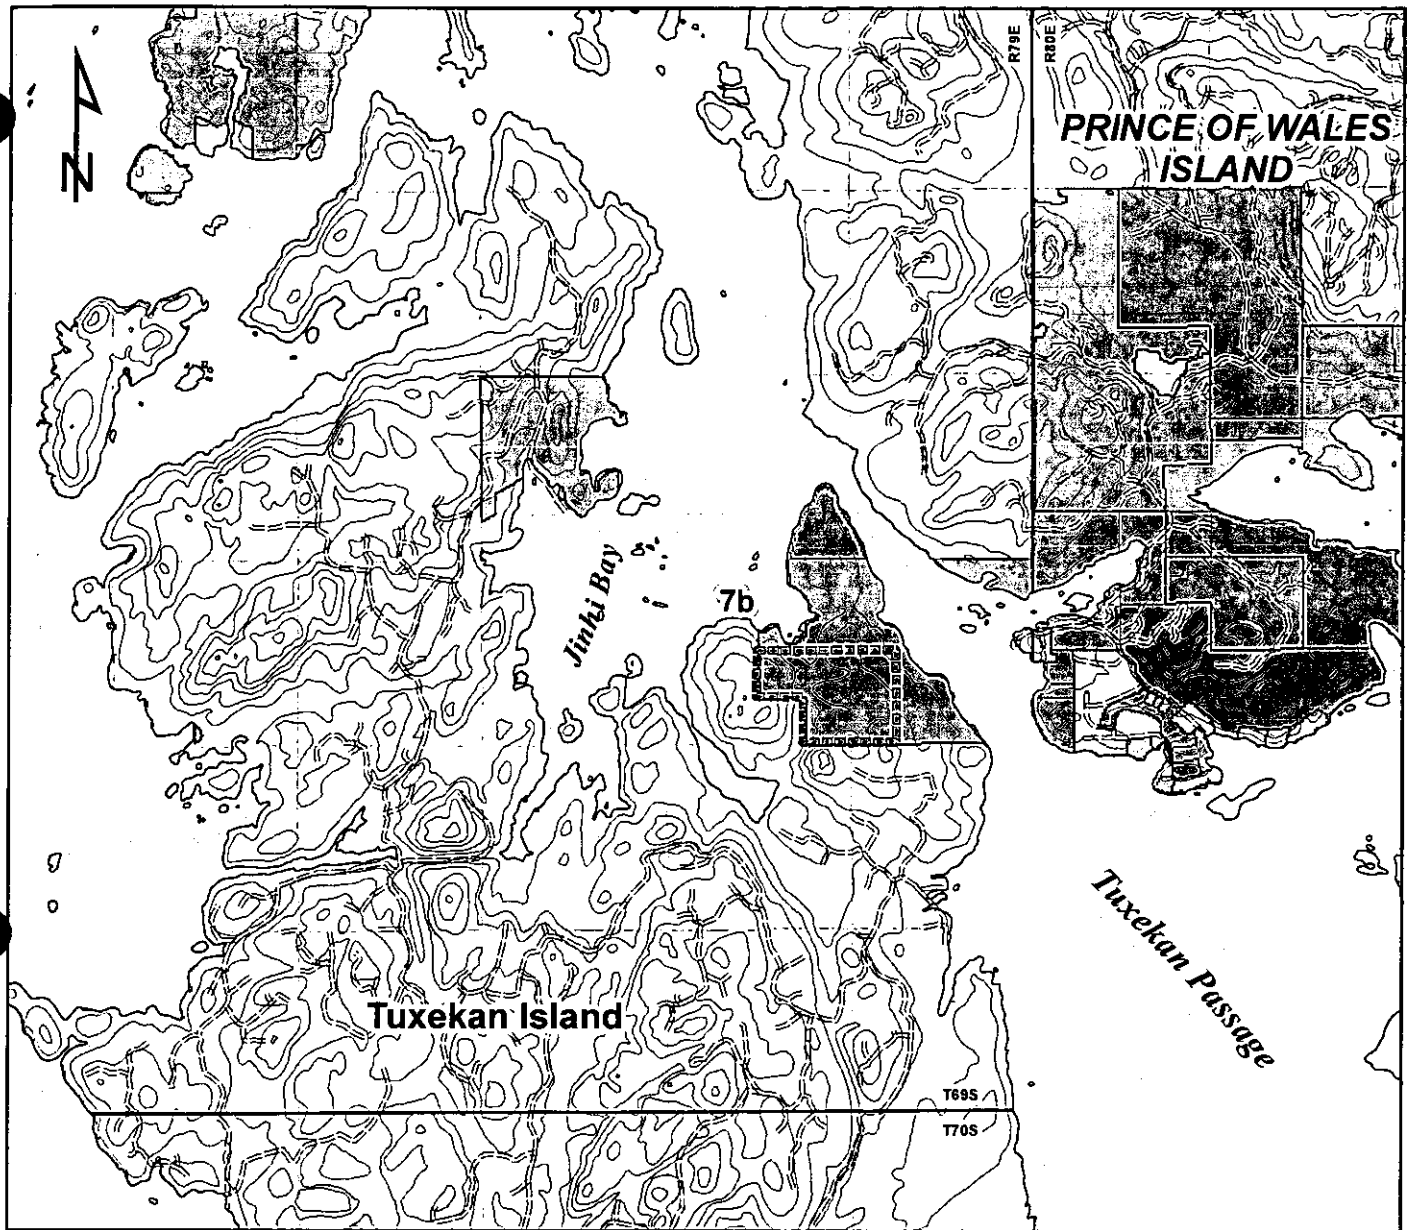 R79E
R80E
PRINCE OF WALES
ISLAND
N
7b
Jinhi Bay
Tuxekan Passage
Tuxekan Island
T69S
T70S